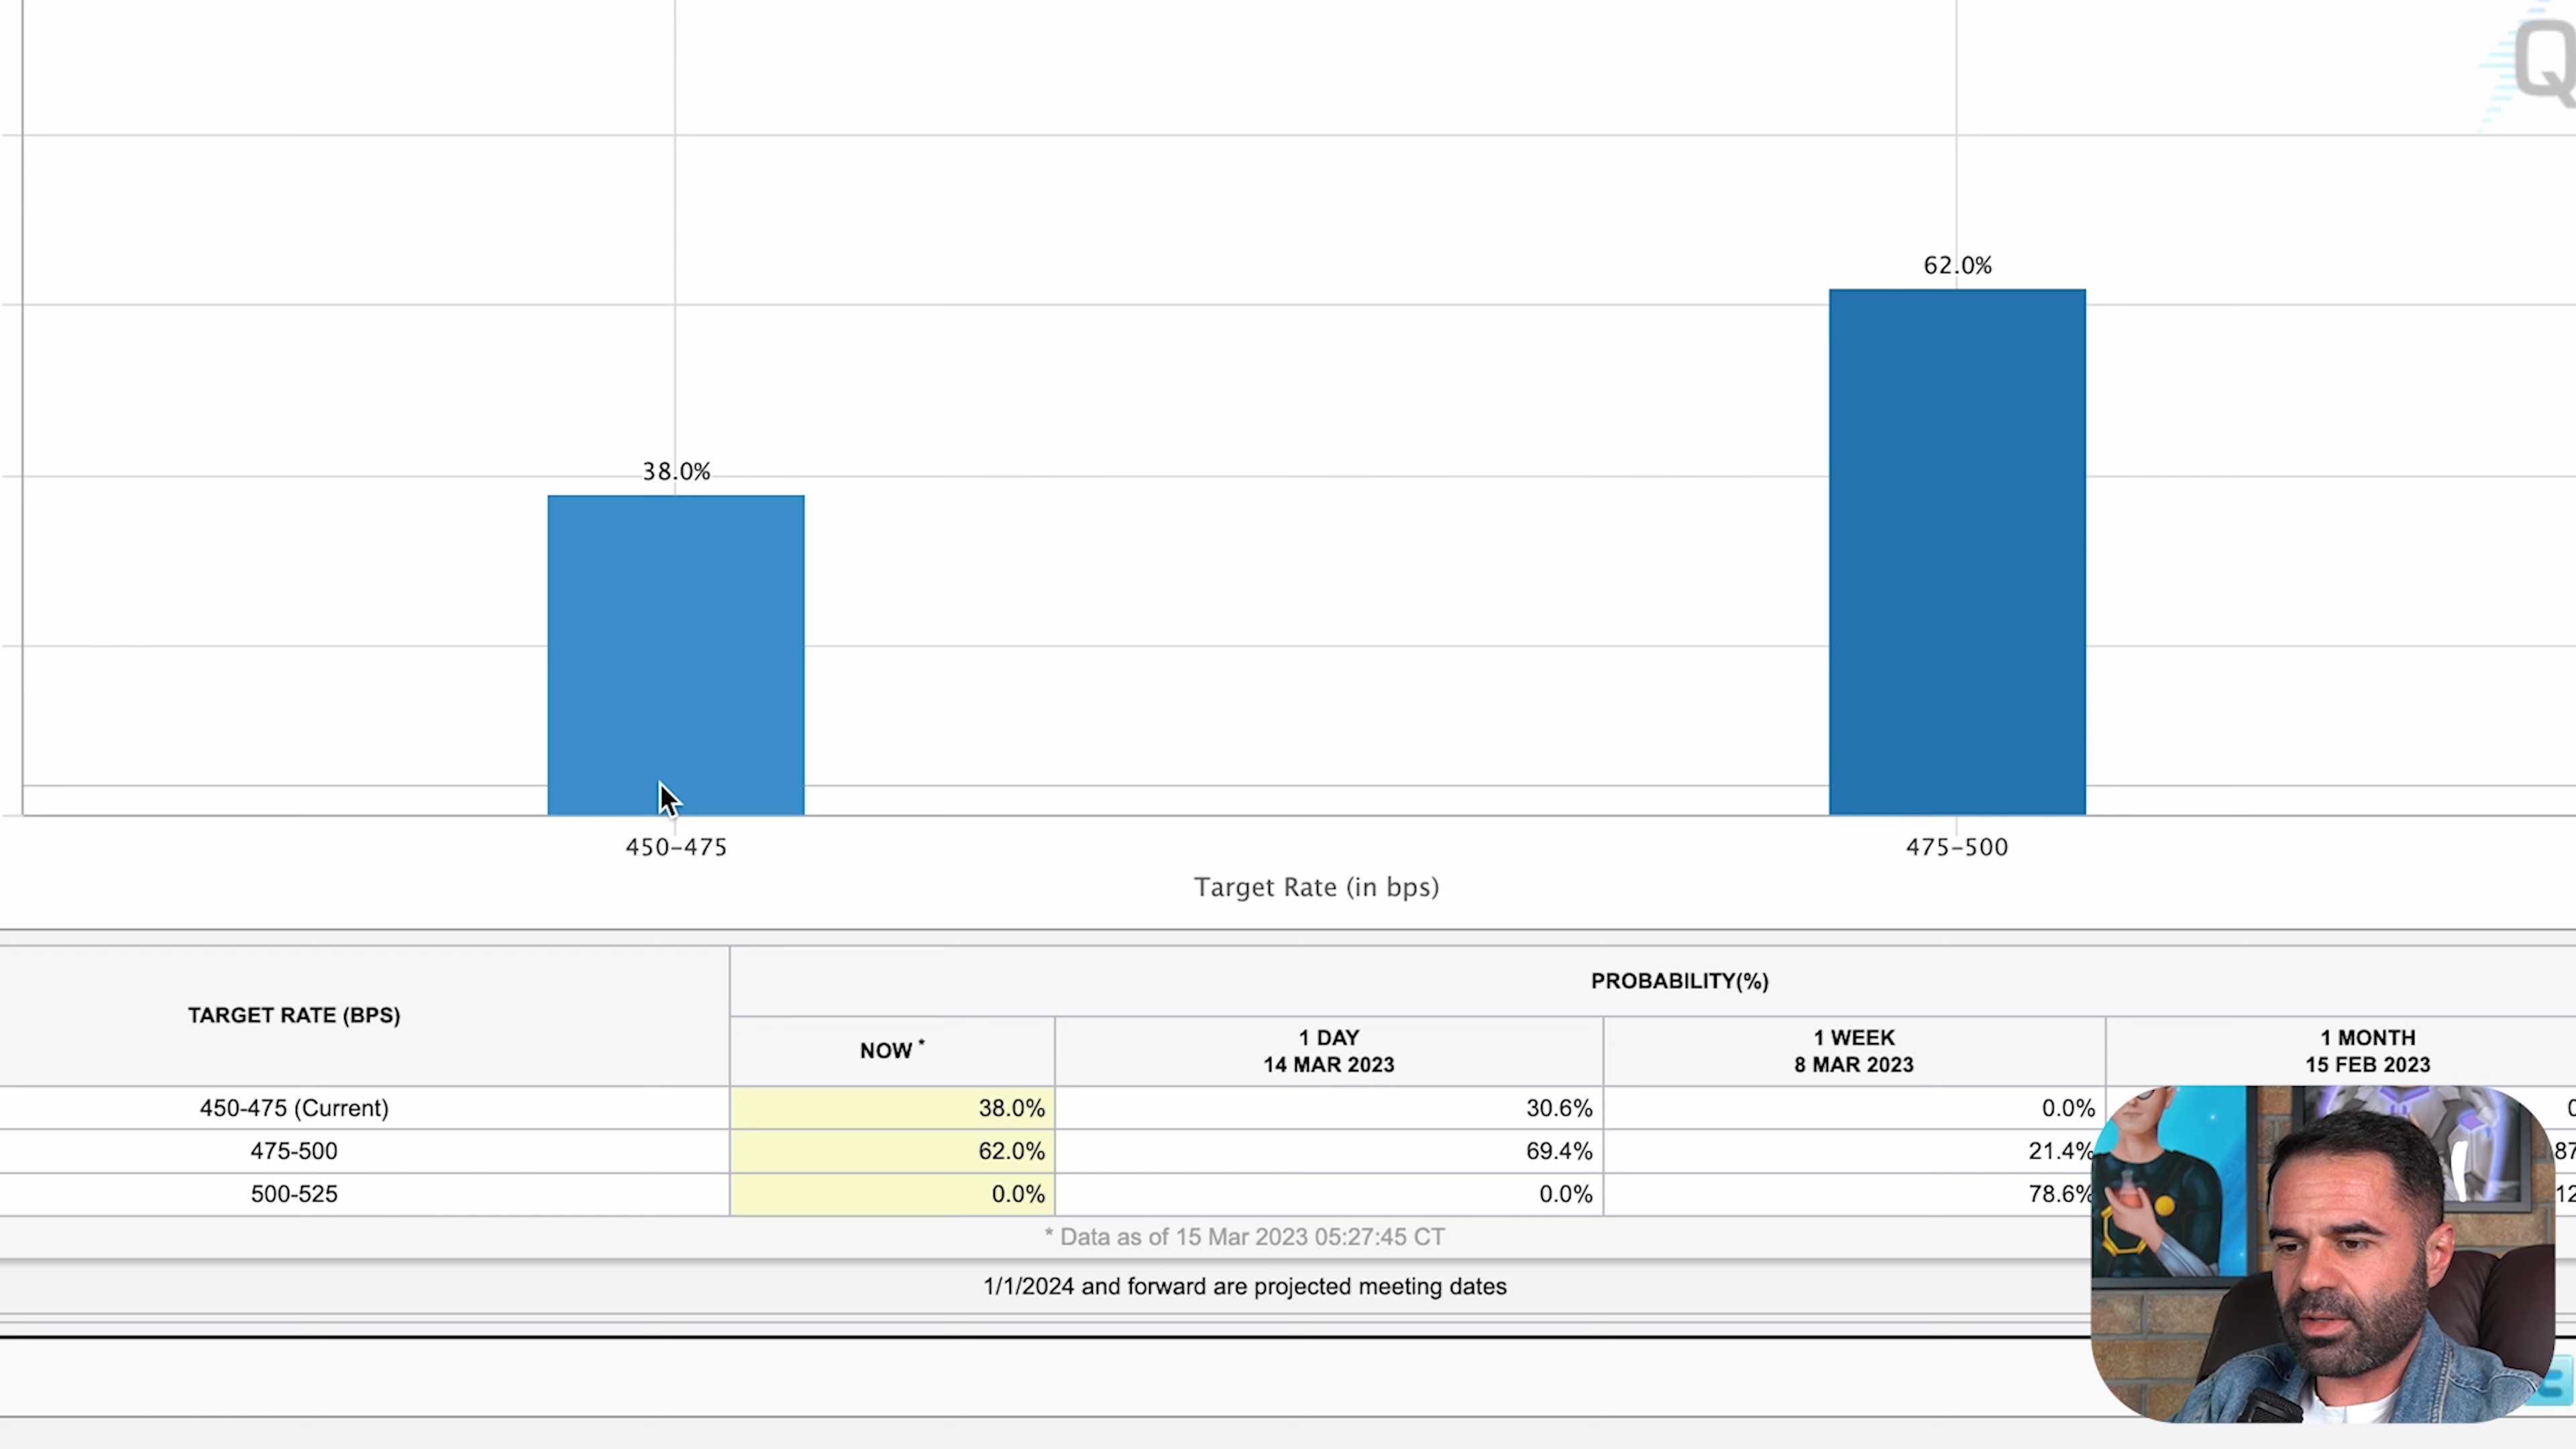 Q
62.0%
38.0%
450-475 475-500
Target Rate (in bps)
TARGET RATE (BPS) PROBABILITY(%)
NOW * 1 DAY 14 MAR 2023 1 WEEK 8 MAR 2023 1 MONTH 15 FEB 2023
450-475 (Current) 38.0% 30.6% 0.0%
475-500 62.0% 69.4% 21.4% 87
500-525 0.0% 0.0% 78.6% 12
* Data as of 15 Mar 2023 05:27:45 CT
1/1/2024 and forward are projected meeting dates